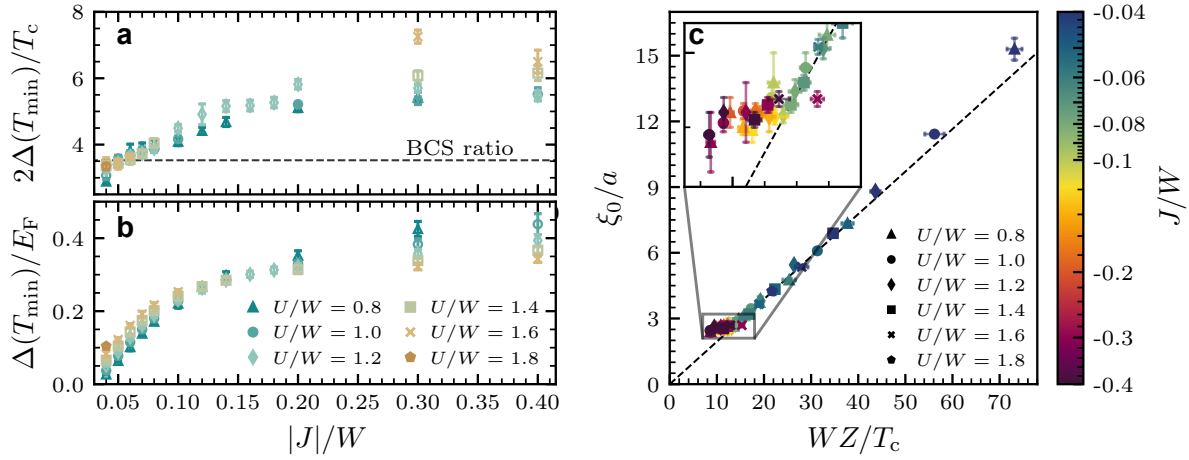 a
2Δ(T_min)/T_c
8
6
4
BCS ratio
b
Δ(T_min)/E_F
0.4
0.2
0.0
U/W = 0.8
U/W = 1.0
U/W = 1.2
U/W = 1.4
U/W = 1.6
U/W = 1.8
0.05 0.10 0.15 0.20 0.25 0.30 0.35 0.40
|J|/W
c
ξ_0/a
15
12
9
6
3
0
U/W = 0.8
U/W = 1.0
U/W = 1.2
U/W = 1.4
U/W = 1.6
U/W = 1.8
0 10 20 30 40 50 60 70
WZ/T_c
-0.04
-0.06
-0.08
-0.1
-0.2
-0.3
-0.4
J/W